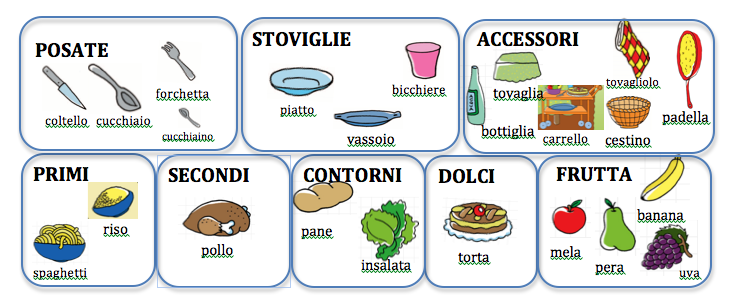 POSATE
forchetta
coltello
cucchiaio
cucchiaino
STOVIGLIE
bicchiere
piatto
vassoio
ACCESSORI
tovagliolo
tovaglia
padella
bottiglia
carrello
cestino
PRIMI
riso
spaghetti
SECONDI
pollo
CONTORNI
pane
insalata
DOLCI
torta
FRUTTA
banana
mela
pera
uva